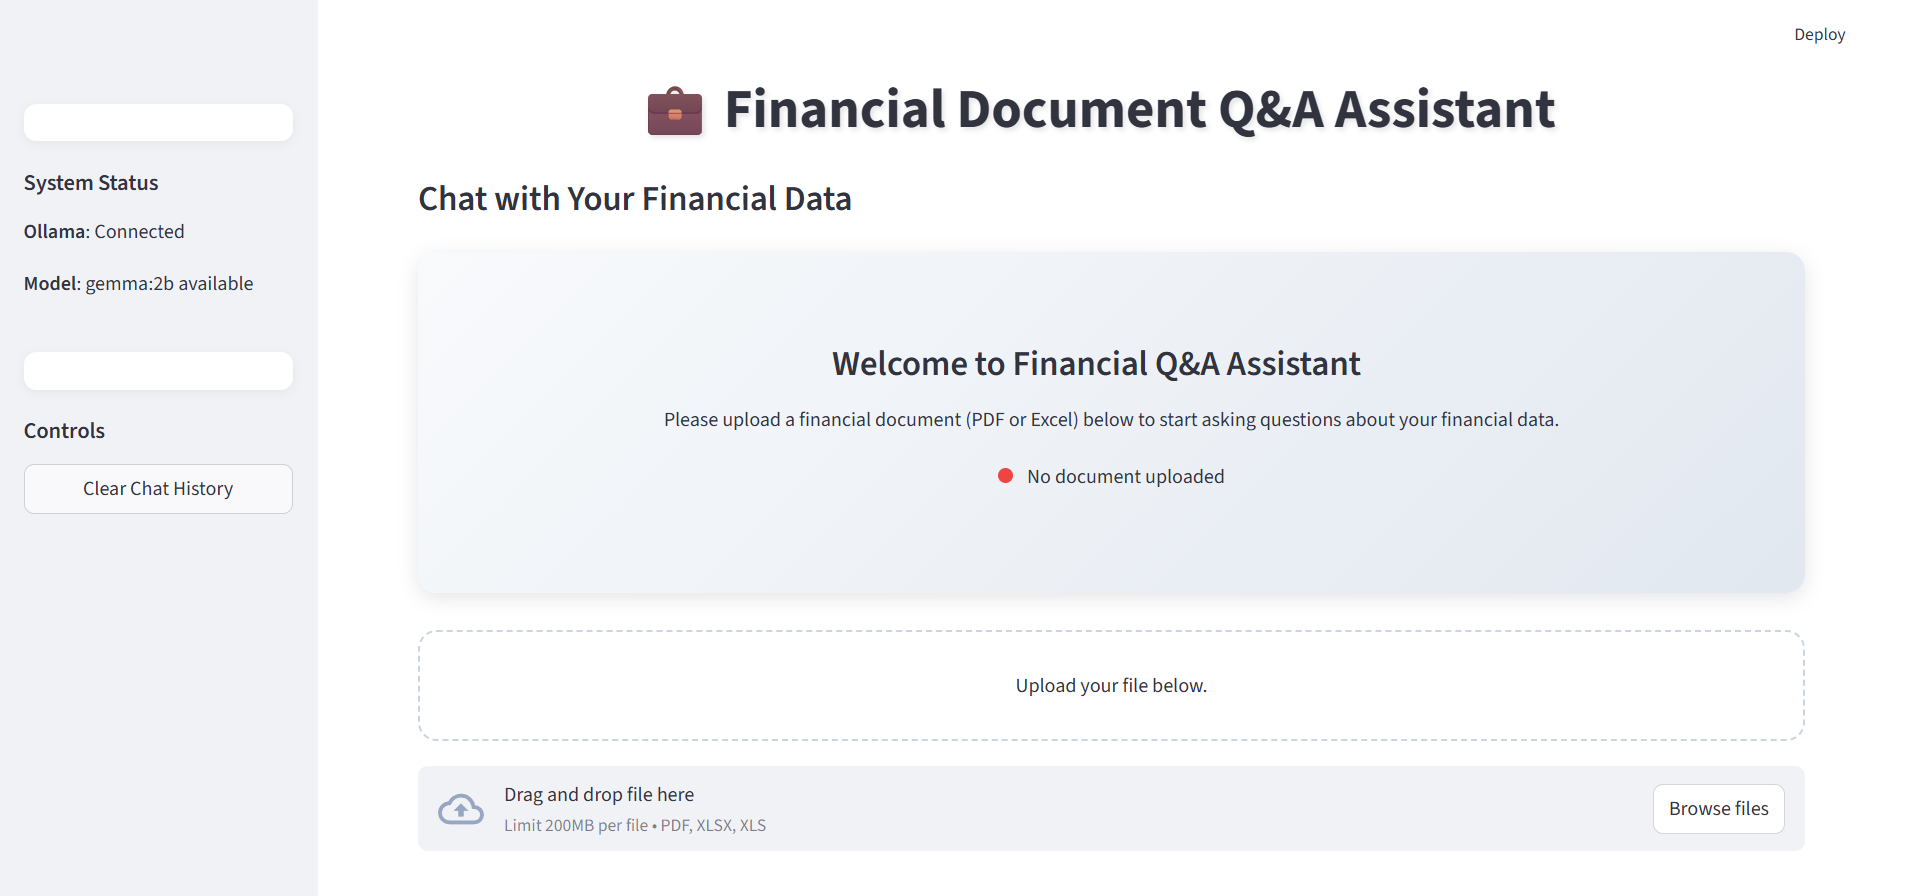 Deploy
Financial Document Q&A Assistant
System Status
Ollama: Connected
Model: gemma:2b available
Controls
Clear Chat History
Chat with Your Financial Data
Welcome to Financial Q&A Assistant
Please upload a financial document (PDF or Excel) below to start asking questions about your financial data.
No document uploaded
Upload your file below.
Drag and drop file here
Limit 200MB per file • PDF, XLSX, XLS
Browse files